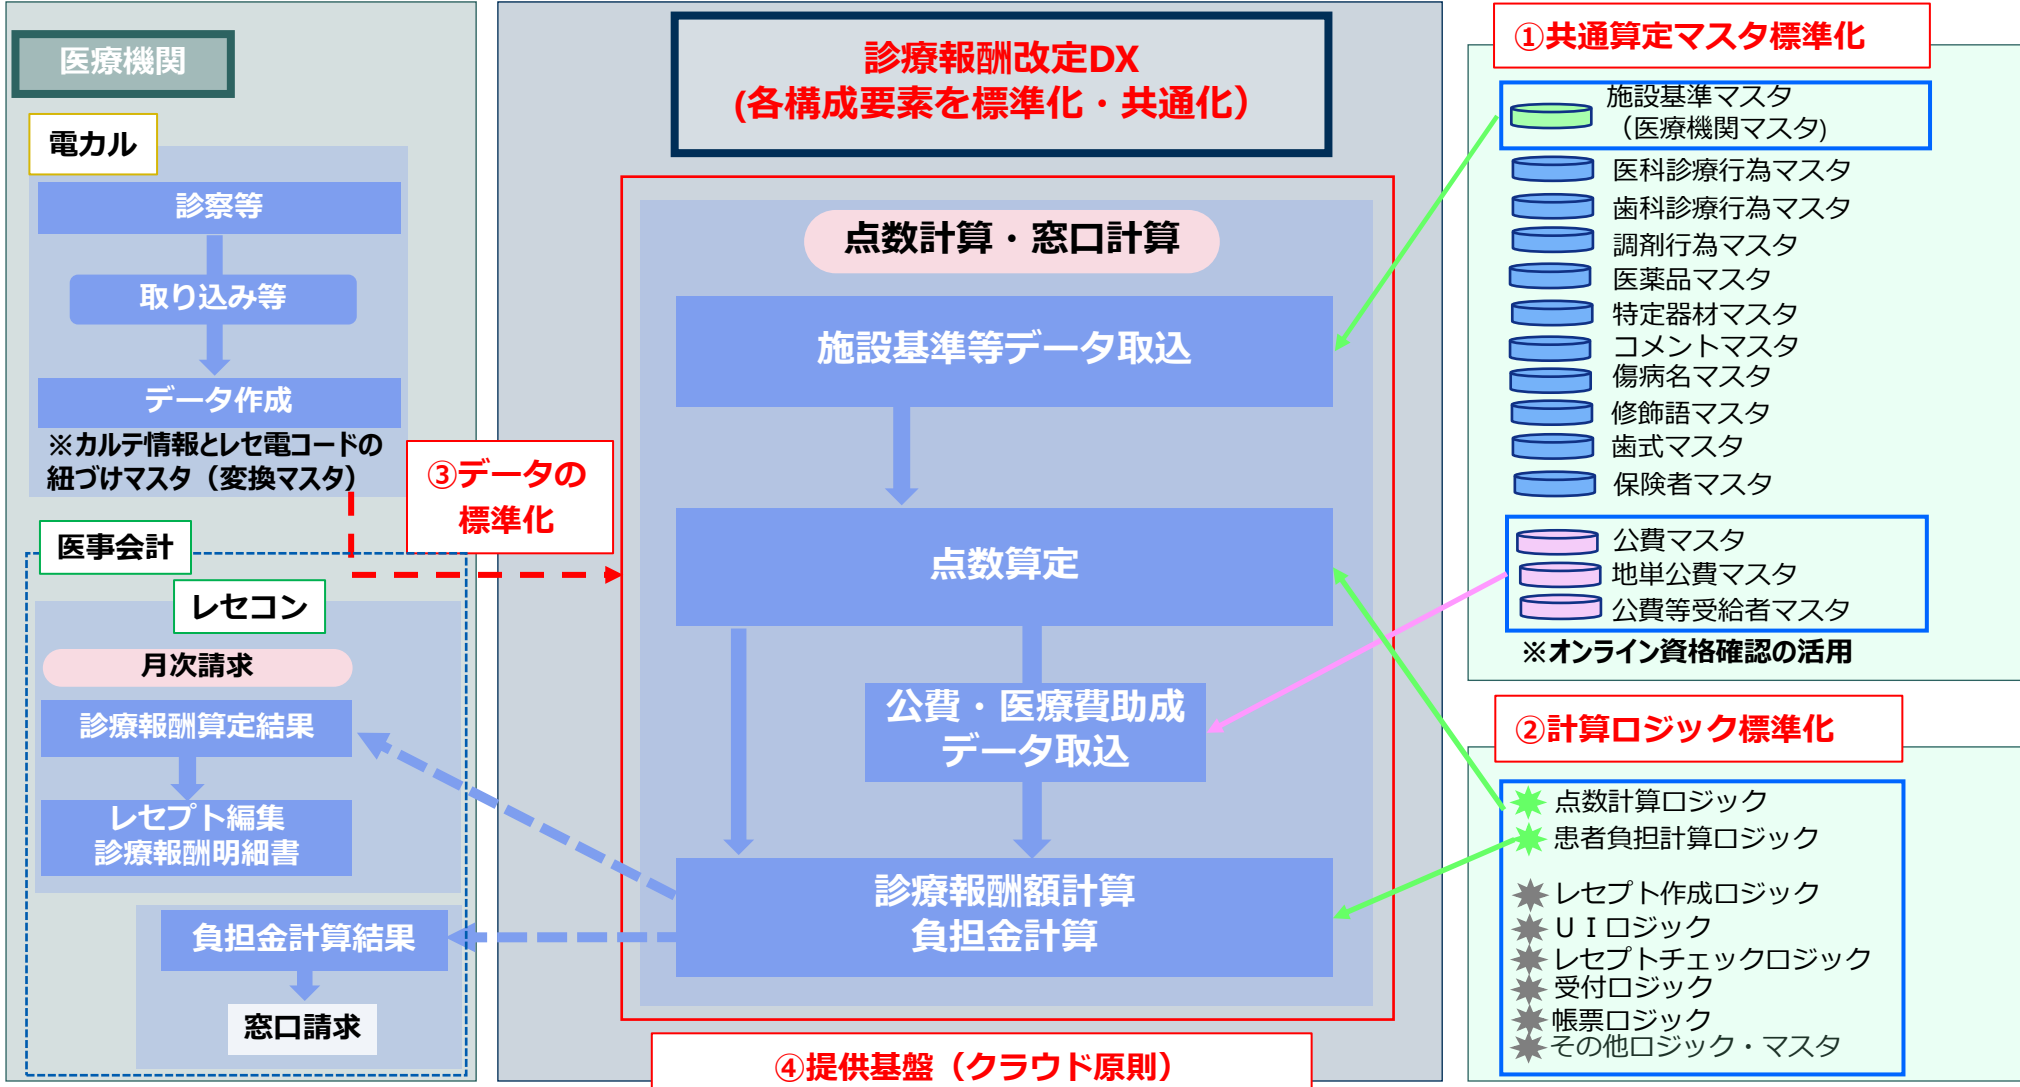 医療機関
電カル
診察等
取り込み等
データ作成
※カルテ情報とレセ電コードの
紐づけマスタ（変換マスタ）
③データの
標準化
医事会計
レセコン
月次請求
診療報酬算定結果
レセプト編集
診療報酬明細書
負担金計算結果
窓口請求
診療報酬改定DX
(各構成要素を標準化・共通化）
点数計算・窓口計算
施設基準等データ取込
点数算定
公費・医療費助成
データ取込
診療報酬額計算
負担金計算
④提供基盤（クラウド原則）
①共通算定マスタ標準化
施設基準マスタ
（医療機関マスタ)
医科診療行為マスタ
歯科診療行為マスタ
調剤行為マスタ
医薬品マスタ
特定器材マスタ
コメントマスタ
傷病名マスタ
修飾語マスタ
歯式マスタ
保険者マスタ
公費マスタ
地単公費マスタ
公費等受給者マスタ
※オンライン資格確認の活用
②計算ロジック標準化
点数計算ロジック
患者負担計算ロジック
レセプト作成ロジック
ＵＩロジック
レセプトチェックロジック
受付ロジック
帳票ロジック
その他ロジック・マスタ